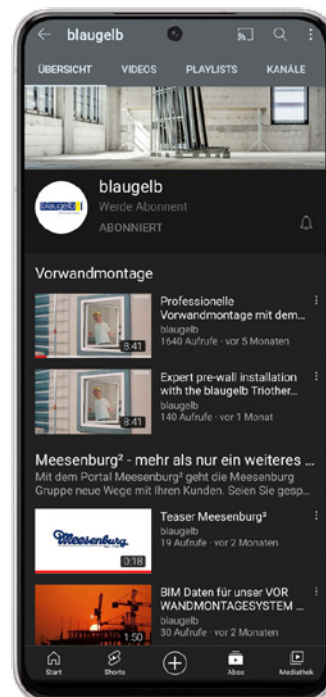 blaugelb
ÜBERSICHT VIDEOS PLAYLISTS KANÄLE
blaugelb
blaugelb
Werde Abonnent
ABONNIERT
Vorwandmontage
Professionelle
Vorwandmontage mit dem...
blaugelb
1640 Aufrufe · vor 5 Monaten
8:41
Expert pre-wall installation
with the blaugelb Triother...
blaugelb
140 Aufrufe · vor 1 Monat
8:41
Meesenburg² - mehr als nur ein weiteres ...
Mit dem Portal Meesenburg² geht die Meesenburg
Gruppe neue Wege mit Ihren Kunden. Seien Sie gesp...
Meesenburg
0:18
Teaser Meesenburg²
blaugelb
19 Aufrufe · vor 2 Monaten
BIM Daten für unser VOR
WANDMONTAGESYSTEM ...
blaugelb
30 Aufrufe · vor 2 Monaten
1:50
Start Shorts Abos Mediathek